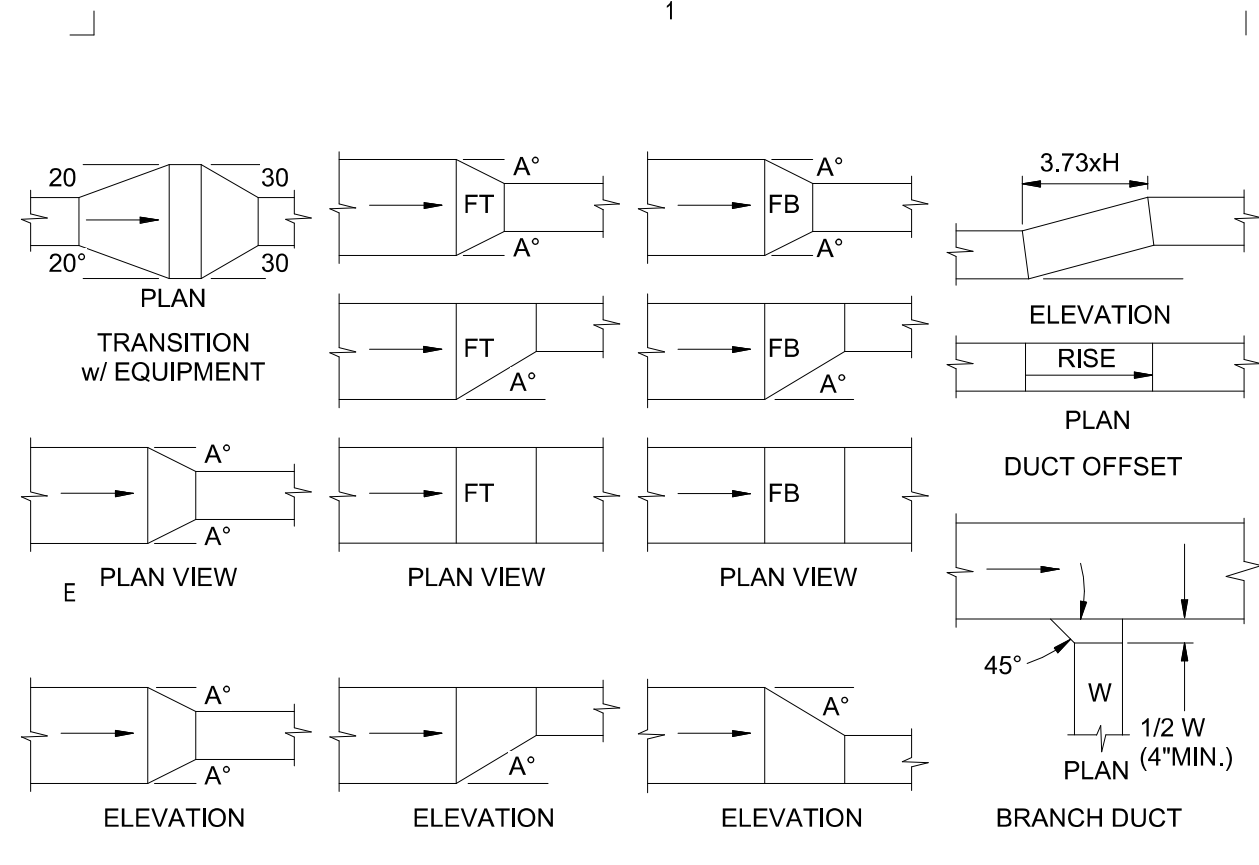 1
20
30
20°
30
PLAN
TRANSITION
w/ EQUIPMENT
A°
FT
A°
A°
FB
A°
3.73xH
ELEVATION
FT
A°
FB
A°
RISE
PLAN
DUCT OFFSET
A°
A°
PLAN VIEW
FT
PLAN VIEW
FB
PLAN VIEW
E
45°
W
1/2 W
(4"MIN.)
PLAN
BRANCH DUCT
A°
A°
ELEVATION
A°
ELEVATION
A°
ELEVATION